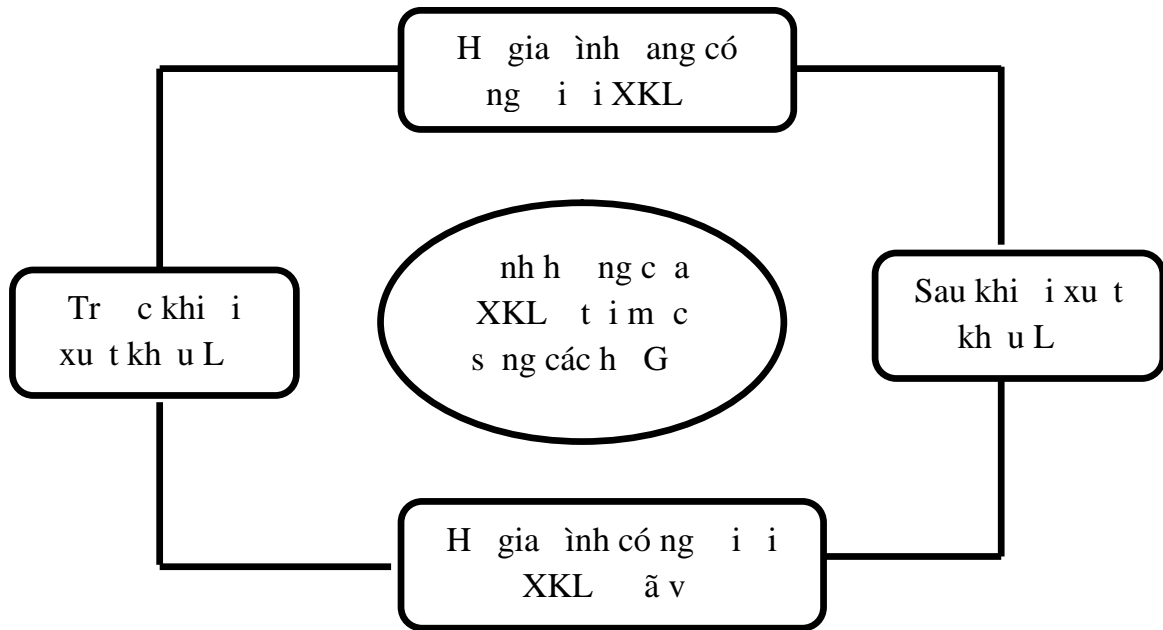 H gia ình ang có
ng i i XKL
Tr c khi i
xu t kh u L
nh h ng c a
XKL t i m c
s ng các h G
Sau khi i xu t
kh u L
H gia ình có ng i i
XKL ã v